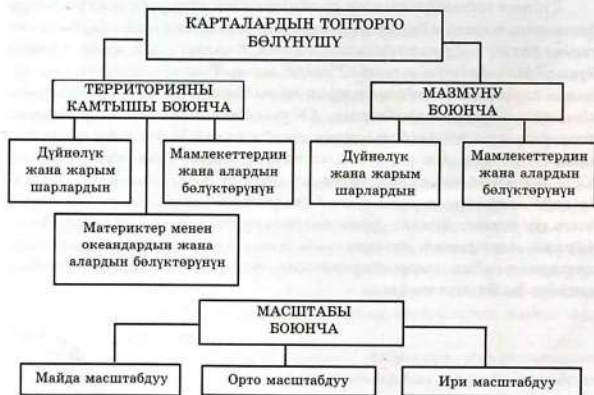 КАРТАЛАРДЫН ТОПТОРГО
БӨЛҮНҮШҮ
ТЕРРИТОРИЯНЫ
КАМТЫШЫ БОЮНЧА
МАЗМУНУ
БОЮНЧА
Дүйнөлүк
жана жарым
шарлардын
Мамлекеттердин
жана алардын
бөлүктөрүнүн
Дүйнөлүк
жана жарым
шарлардын
Мамлекеттердин
жана алардын
бөлүктөрүнүн
Материктер менен
океандардын жана
алардын бөлүктөрүнүн
МАСШТАБЫ
БОЮНЧА
Майда масштабдуу
Орто масштабдуу
Ири масштабдуу